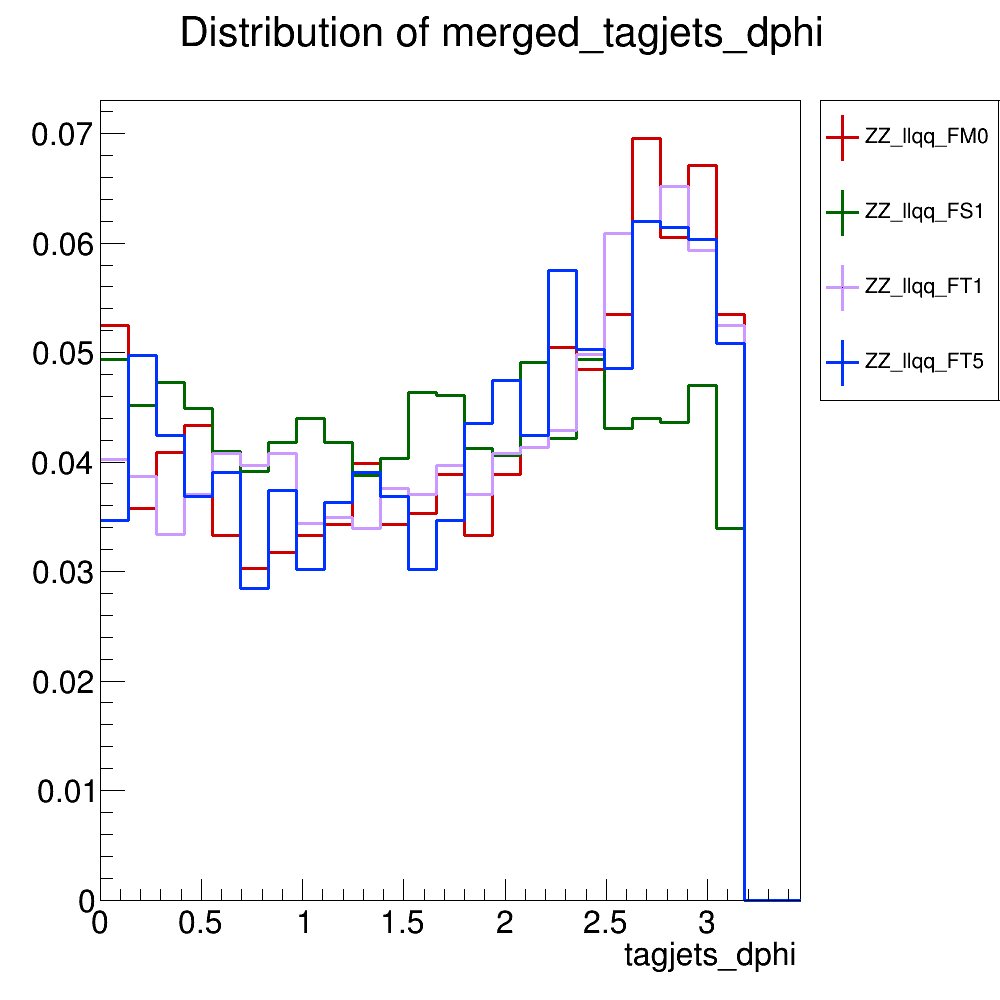 Distribution of merged_tagjets_dphi
0.07
0.06
0.05
0.04
0.03
0.02
0.01
0
0 0.5 1 1.5 2 2.5 3
tagjets_dphi
ZZ_llqq_FM0
ZZ_llqq_FS1
ZZ_llqq_FT1
ZZ_llqq_FT5